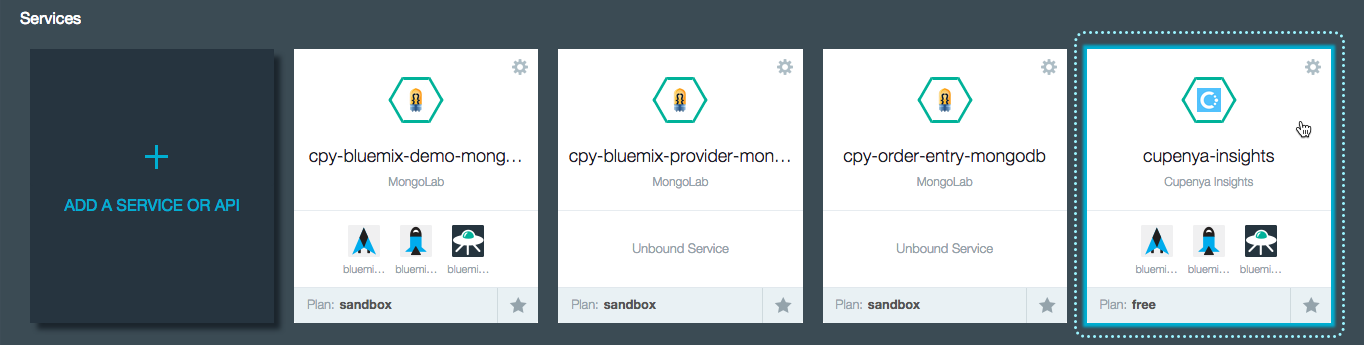 Services
ADD A SERVICE OR API
cpy-bluemix-demo-mong...
MongoLab
bluemi... bluemi... bluemi...
Plan: sandbox
cpy-bluemix-provider-mon...
MongoLab
Unbound Service
Plan: sandbox
cpy-order-entry-mongodb
MongoLab
Unbound Service
Plan: sandbox
cupenya-insights
Cupenya Insights
bluemi... bluemi... bluemi...
Plan: free